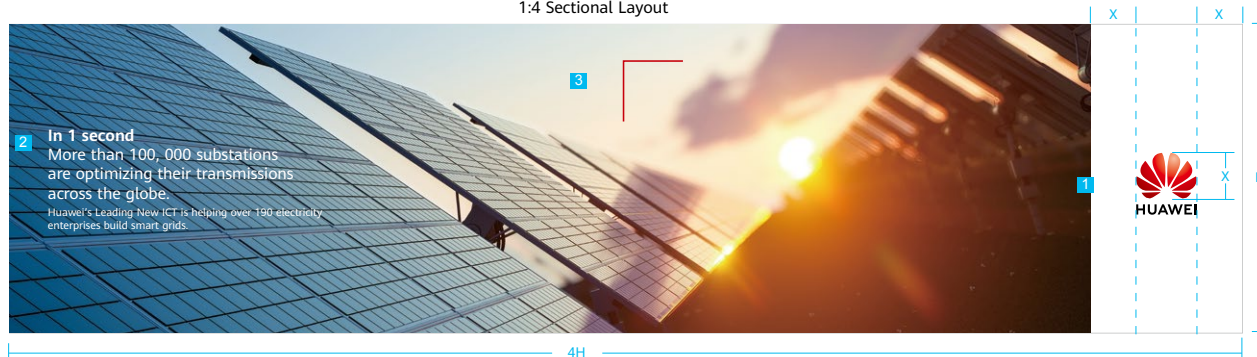 1:4 Sectional Layout
X
X
3
In 1 second
2
More than 100, 000 substations
are optimizing their transmissions
across the globe.
Huawei's Leading New ICT is helping over 190 electricity
enterprises build smart grids.
1
X
HUAWEI
4H